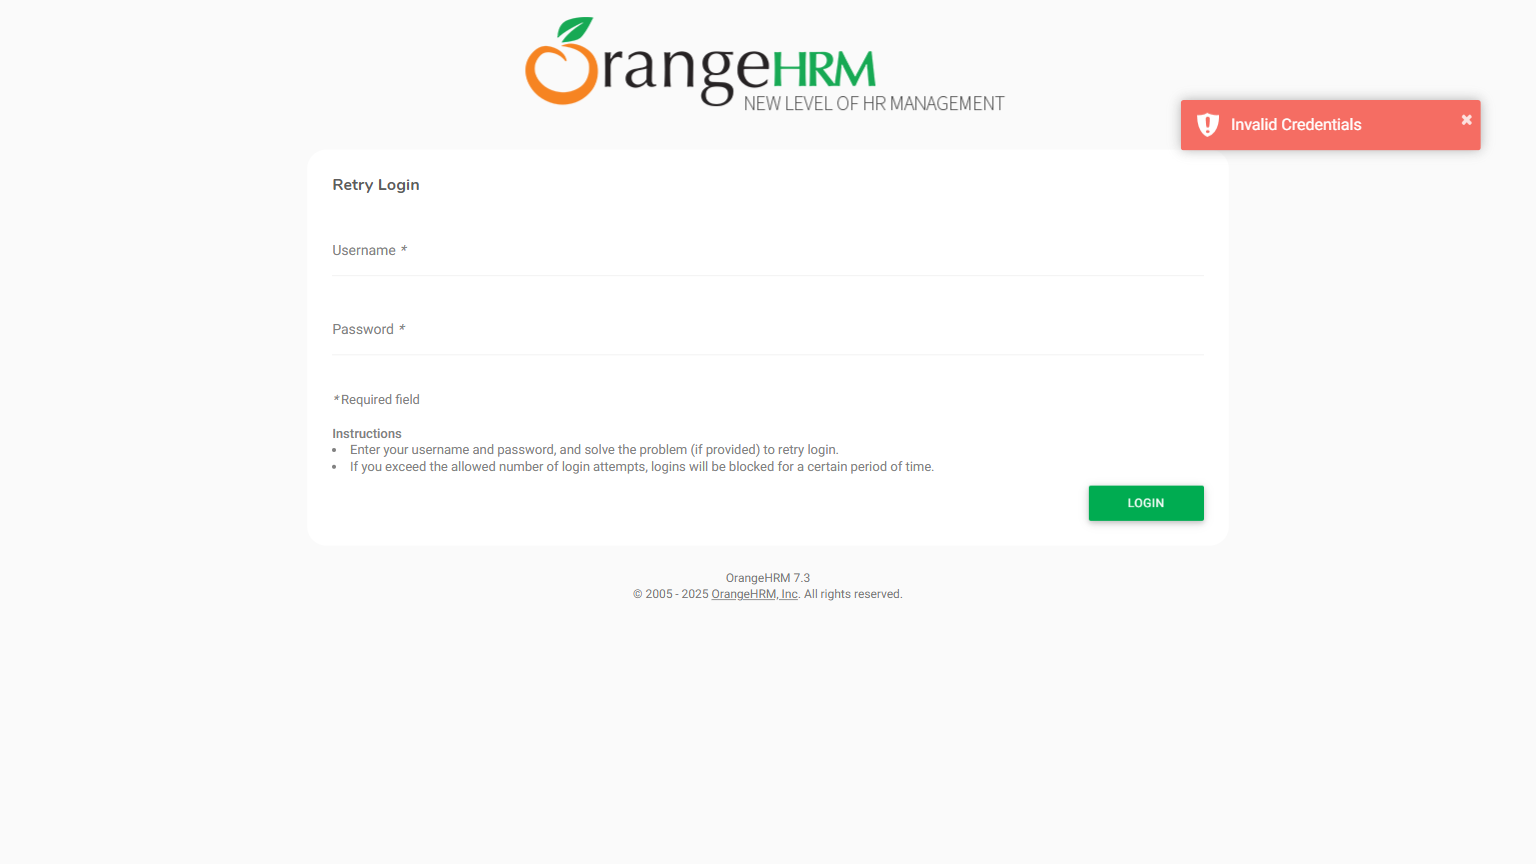 OrangeHRM
NEW LEVEL OF HR MANAGEMENT
Invalid Credentials
Retry Login
Username *
Password *
* Required field
Instructions
• Enter your username and password, and solve the problem (if provided) to retry login.
• If you exceed the allowed number of login attempts, logins will be blocked for a certain period of time.
LOGIN
OrangeHRM 7.3
© 2005 - 2025 OrangeHRM, Inc. All rights reserved.